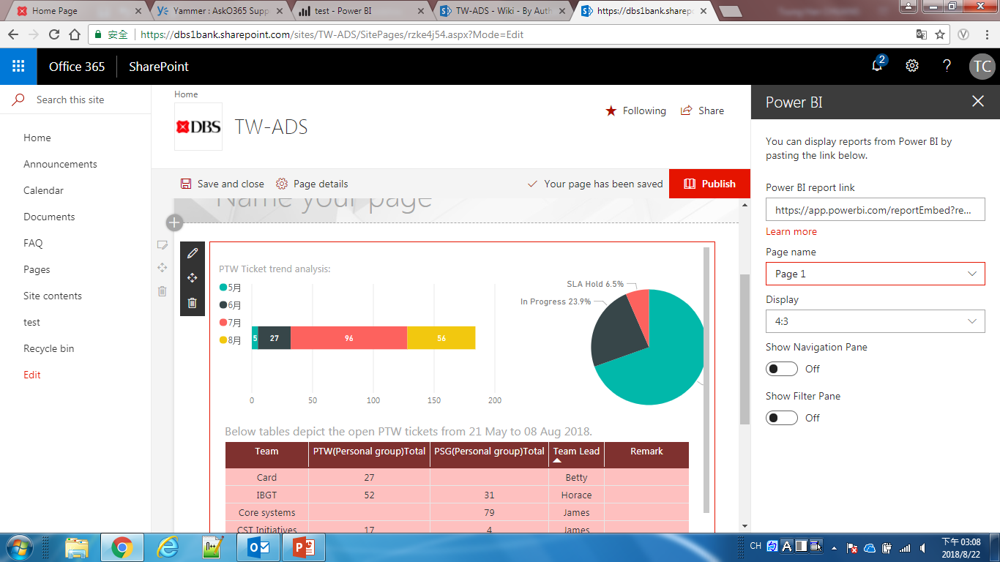 Home Page
Yammer : AskO365 Supp
test - Power BI
TW-ADS - Wiki - By Auth
https://dbs1bank.sharep
安全
https://dbs1bank.sharepoint.com/sites/TW-ADS/SitePages/rzke4j54.aspx?Mode=Edit
Office 365
SharePoint
2
TC
Search this site
Home
Announcements
Calendar
Documents
FAQ
Pages
Site contents
test
Recycle bin
Edit
Home
DBS
TW-ADS
Following
Share
Save and close
Page details
Your page has been saved
Publish
Name your page
PTW Ticket trend analysis:
5月
6月
7月
8月
5 27 96 56
0 50 100 150 200
SLA Hold 6.5%
In Progress 23.9%
Below tables depict the open PTW tickets from 21 May to 08 Aug 2018.
Team PTW(Personal group)Total PSG(Personal group)Total Team Lead Remark
Card 27 Betty
IBGT 52 31 Horace
Core systems 79 James
CST Initiatives 17 4 James
Power BI
You can display reports from Power BI by
pasting the link below.
Power BI report link
https://app.powerbi.com/reportEmbed?re...
Learn more
Page name
Page 1
Display
4:3
Show Navigation Pane
Off
Show Filter Pane
Off
CH
A
下午 03:08
2018/8/22